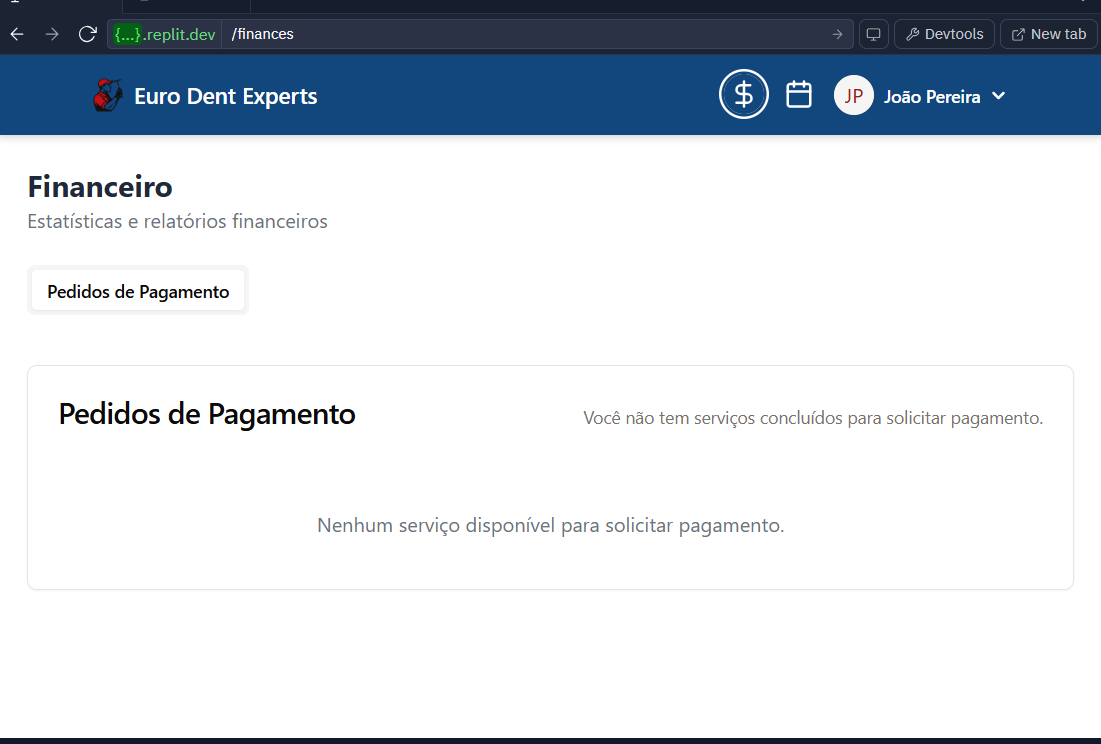 {...}.replit.dev /finances
Devtools
New tab
Euro Dent Experts
JP João Pereira
Financeiro
Estatísticas e relatórios financeiros
Pedidos de Pagamento
Pedidos de Pagamento
Você não tem serviços concluídos para solicitar pagamento.
Nenhum serviço disponível para solicitar pagamento.